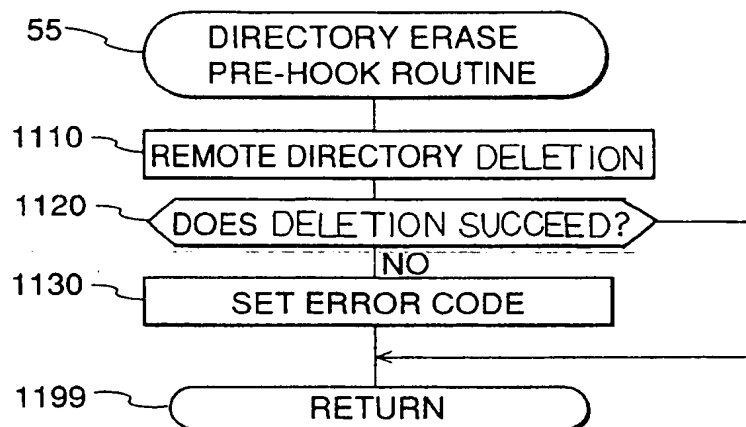 55
DIRECTORY ERASE
PRE-HOOK ROUTINE
1110
REMOTE DIRECTORY DELETION
1120
DOES DELETION SUCCEED?
NO
1130
SET ERROR CODE
1199
RETURN